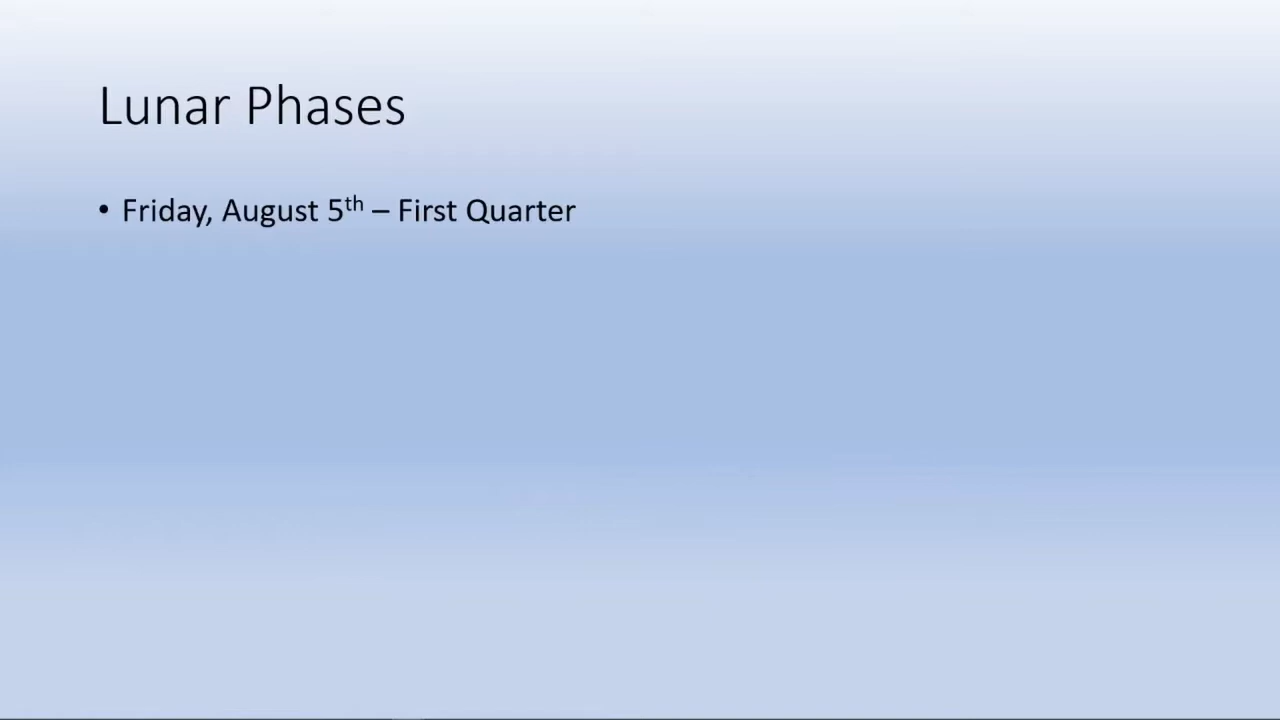 Lunar Phases
• Friday, August 5th – First Quarter